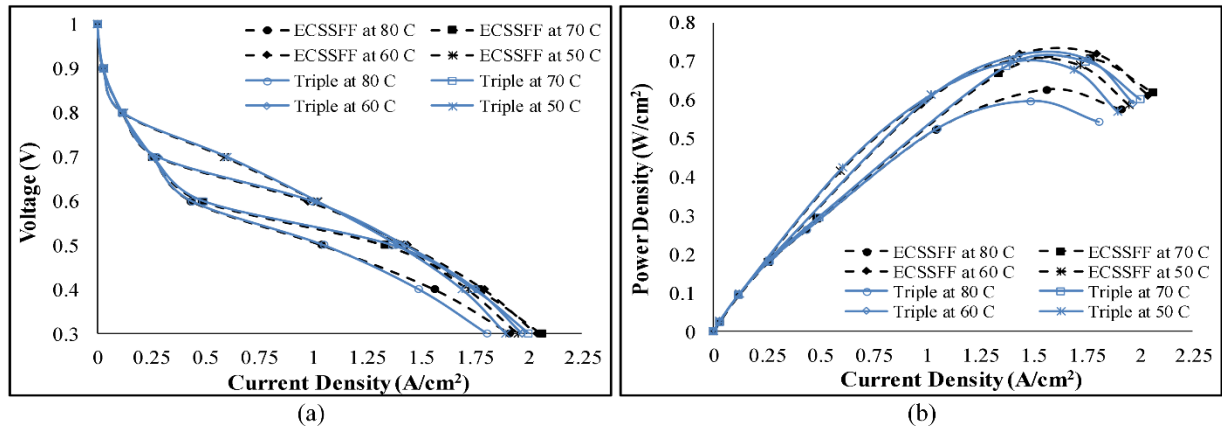 1
0.9
0.8
0.7
0.6
0.5
0.4
0.3
Voltage (V)
0 0.25 0.5 0.75 1 1.25 1.5 1.75 2 2.25
Current Density (A/cm²)
ECSSFF at 80 C ECSSFF at 70 C
ECSSFF at 60 C ECSSFF at 50 C
Triple at 80 C Triple at 70 C
Triple at 60 C Triple at 50 C
(a)
0.8
0.7
0.6
0.5
0.4
0.3
0.2
0.1
0
Power Density (W/cm²)
0 0.25 0.5 0.75 1 1.25 1.5 1.75 2 2.25
Current Density (A/cm²)
ECSSFF at 80 C ECSSFF at 70 C
ECSSFF at 60 C ECSSFF at 50 C
Triple at 80 C Triple at 70 C
Triple at 60 C Triple at 50 C
(b)